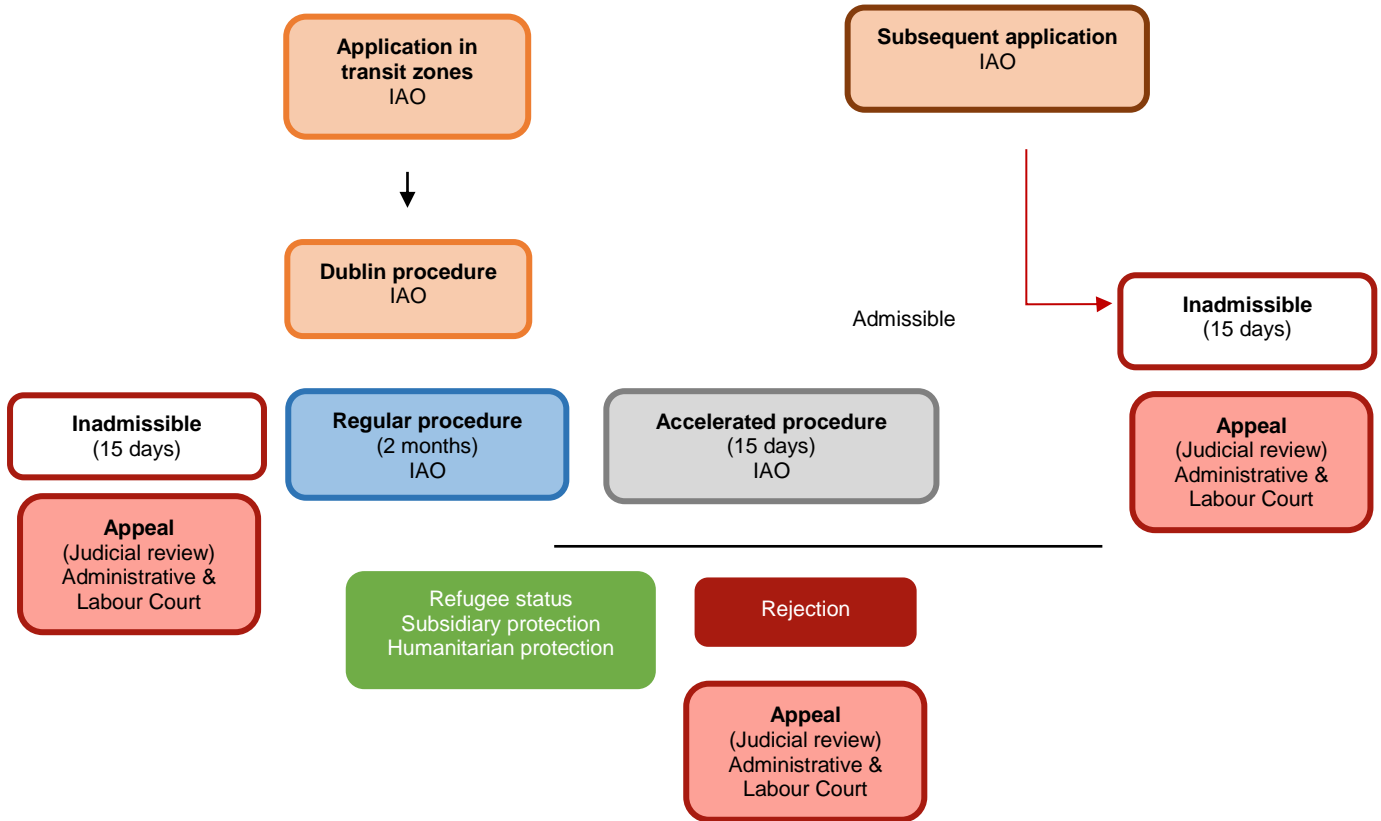 Application in
transit zones
IAO
Subsequent application
IAO
Dublin procedure
IAO
Admissible
Inadmissible
(15 days)
Inadmissible
(15 days)
Regular procedure
(2 months)
IAO
Accelerated procedure
(15 days)
IAO
Appeal
(Judicial review)
Administrative &
Labour Court
Appeal
(Judicial review)
Administrative &
Labour Court
Refugee status
Subsidiary protection
Humanitarian protection
Rejection
Appeal
(Judicial review)
Administrative &
Labour Court